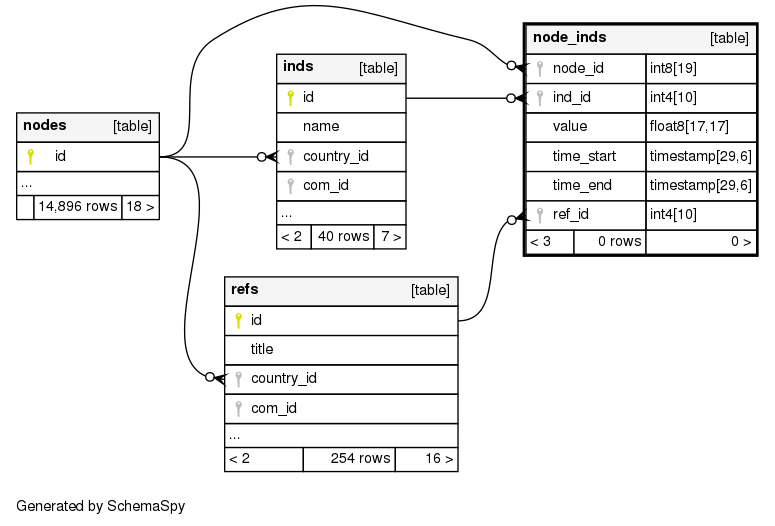 nodes [table]
id
...
14,896 rows 18 >
inds [table]
id
name
country_id
com_id
...
< 2 40 rows 7 >
refs [table]
id
title
country_id
com_id
...
< 2 254 rows 16 >
node_inds [table]
node_id int8[19]
ind_id int4[10]
value float8[17,17]
time_start timestamp[29,6]
time_end timestamp[29,6]
ref_id int4[10]
< 3 0 rows 0 >
Generated by SchemaSpy